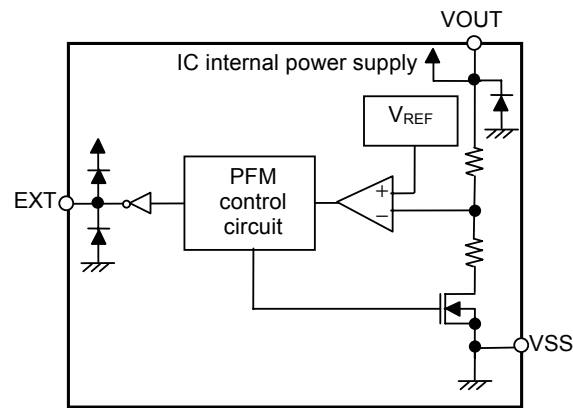 VOUT
IC internal power supply
VREF
EXT
PFM
control
circuit
+
−
VSS